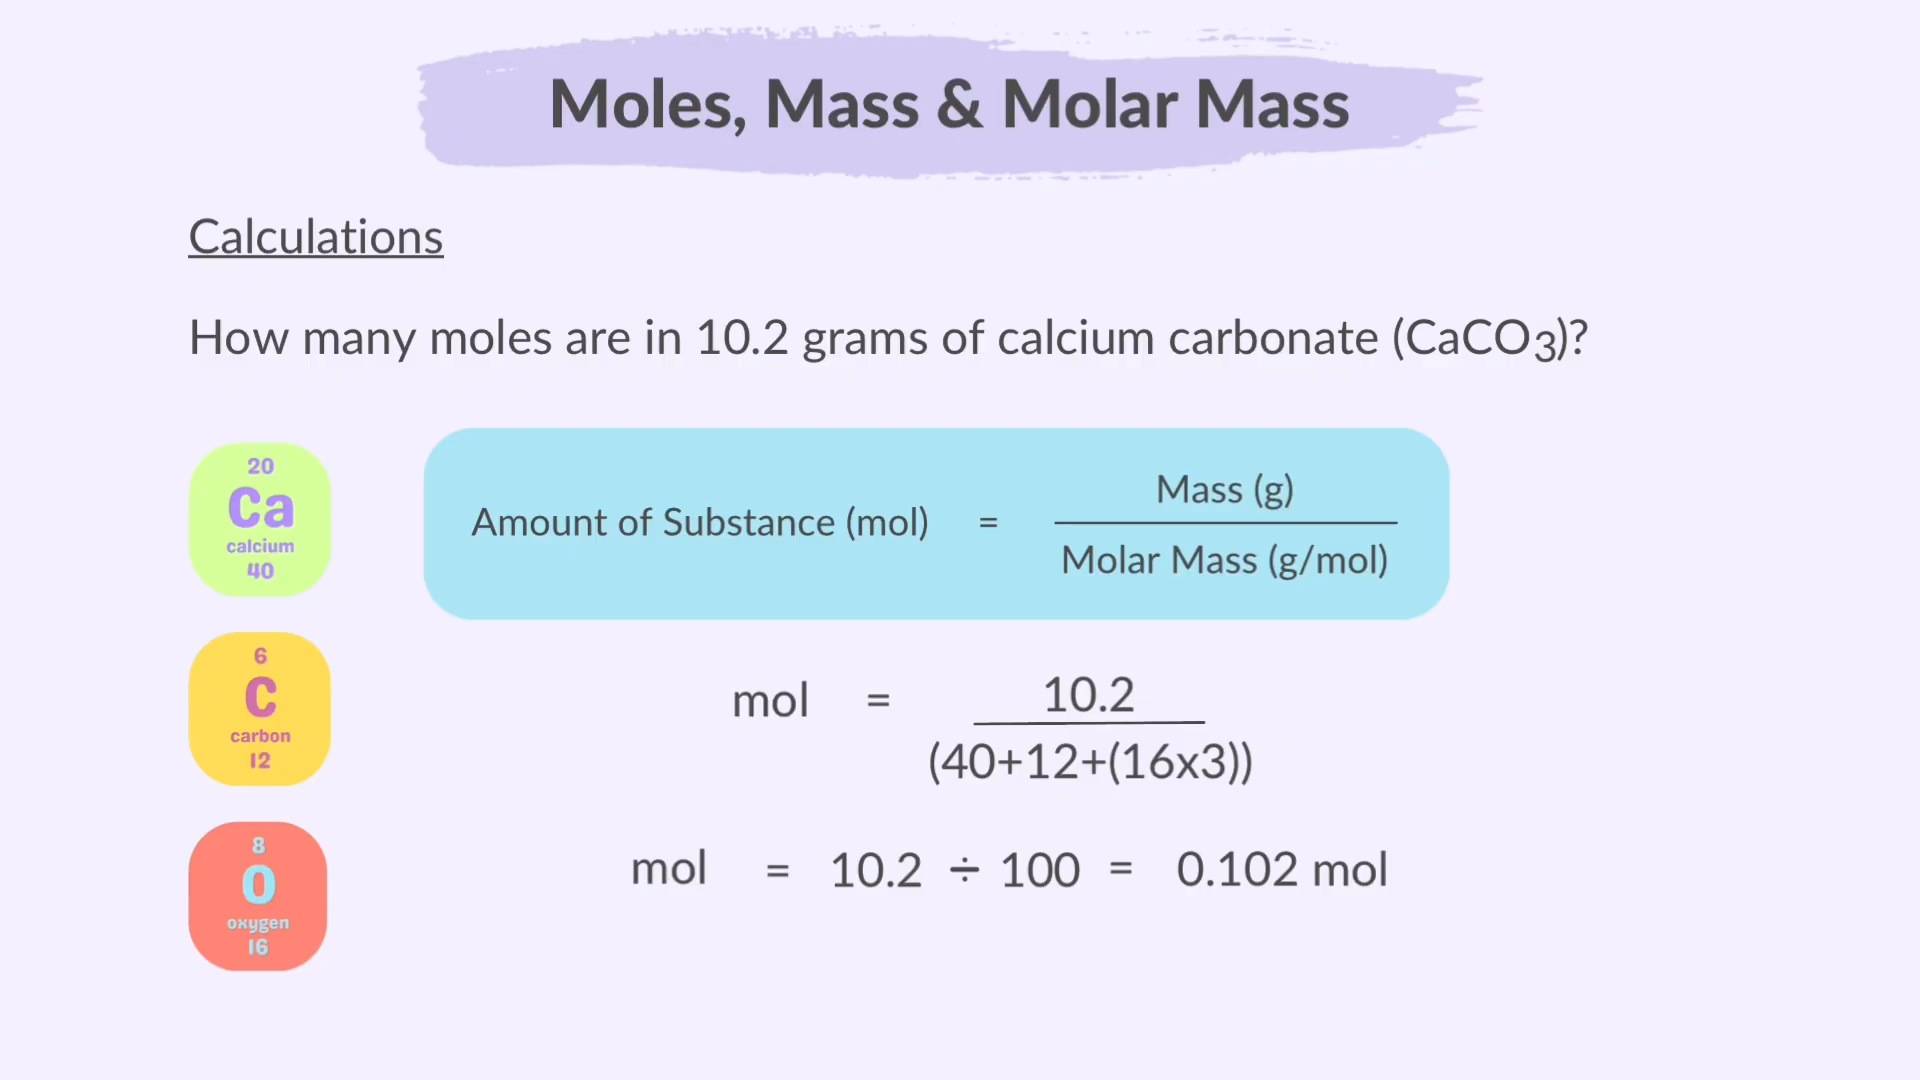 Moles, Mass & Molar Mass
Calculations
How many moles are in 10.2 grams of calcium carbonate (CaCO₃)?
20
Ca
calcium
40
Amount of Substance (mol) =
Mass (g)
Molar Mass (g/mol)
6
C
carbon
12
mol =
10.2
(40+12+(16x3))
8
O
oxygen
16
mol = 10.2 ÷ 100 = 0.102 mol